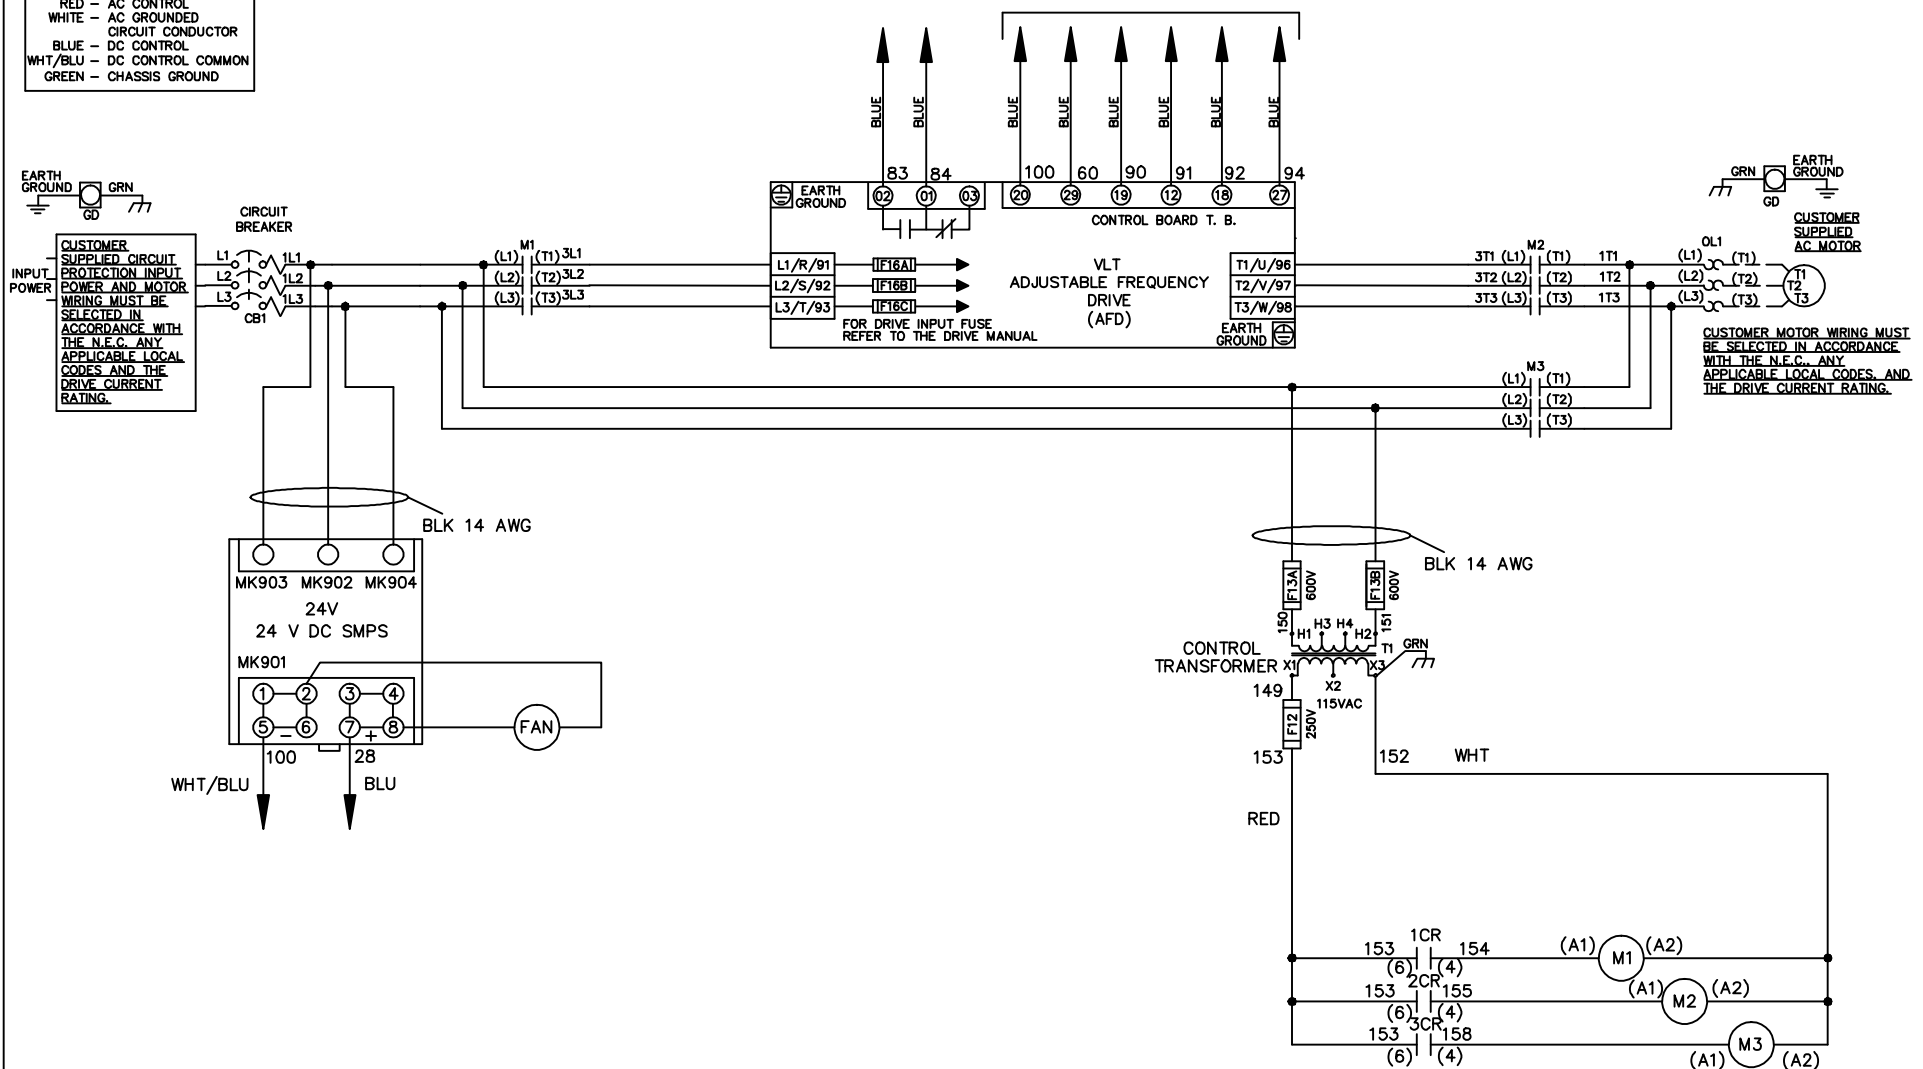 RED – AC CONTROL
WHITE – AC GROUNDED
CIRCUIT CONDUCTOR
BLUE – DC CONTROL
WHT/BLU – DC CONTROL COMMON
GREEN – CHASSIS GROUND
BLUE
BLUE
BLUE
BLUE
BLUE
BLUE
BLUE
BLUE
83 84 100 60 90 91 92 94
EARTH
GROUND
02 01 03 20 29 19 12 18 27
CONTROL BOARD T. B.
EARTH
GROUND
GRN
GD
CIRCUIT
BREAKER
CUSTOMER
SUPPLIED CIRCUIT
PROTECTION INPUT
POWER AND MOTOR
WIRING MUST BE
SELECTED IN
ACCORDANCE WITH
THE N.E.C. ANY
APPLICABLE LOCAL
CODES AND THE
DRIVE CURRENT
RATING.
INPUT
POWER
L1 1L1
L2 1L2
L3 1L3
CB1
M1
(L1) (T1) 3L1
(L2) (T2) 3L2
(L3) (T3) 3L3
L1/R/91 F16A
L2/S/92 F16B
L3/T/93 F16C
FOR DRIVE INPUT FUSE
REFER TO THE DRIVE MANUAL
VLT
ADJUSTABLE FREQUENCY
DRIVE
(AFD)
T1/U/96
T2/V/97
T3/W/98
EARTH
GROUND
M2
3T1 (L1) (T1) 1T1
3T2 (L2) (T2) 1T2
3T3 (L3) (T3) 1T3
OL1
(L1) (T1)
(L2) (T2)
(L3) (T3)
T1
T2
T3
GRN
EARTH
GROUND
GD
CUSTOMER
SUPPLIED
AC MOTOR
CUSTOMER MOTOR WIRING MUST
BE SELECTED IN ACCORDANCE
WITH THE N.E.C., ANY
APPLICABLE LOCAL CODES, AND
THE DRIVE CURRENT RATING.
M3
(L1) (T1)
(L2) (T2)
(L3) (T3)
BLK 14 AWG
MK903 MK902 MK904
24V
24 V DC SMPS
MK901
1 2 3 4
5 – 6 7 + 8
FAN
100 28
WHT/BLU BLU
BLK 14 AWG
F13A
600V
F13B
600V
150
151
H1 H3 H4 H2
T1
GRN
CONTROL
TRANSFORMER
X1 X2 X3
149
115VAC
F12
250V
153
152 WHT
RED
1CR
153 154 (A1) M1 (A2)
(6) (4)
2CR
153 155 (A1) M2 (A2)
(6) (4)
3CR
153 158 M3
(6) (4) (A1) (A2)